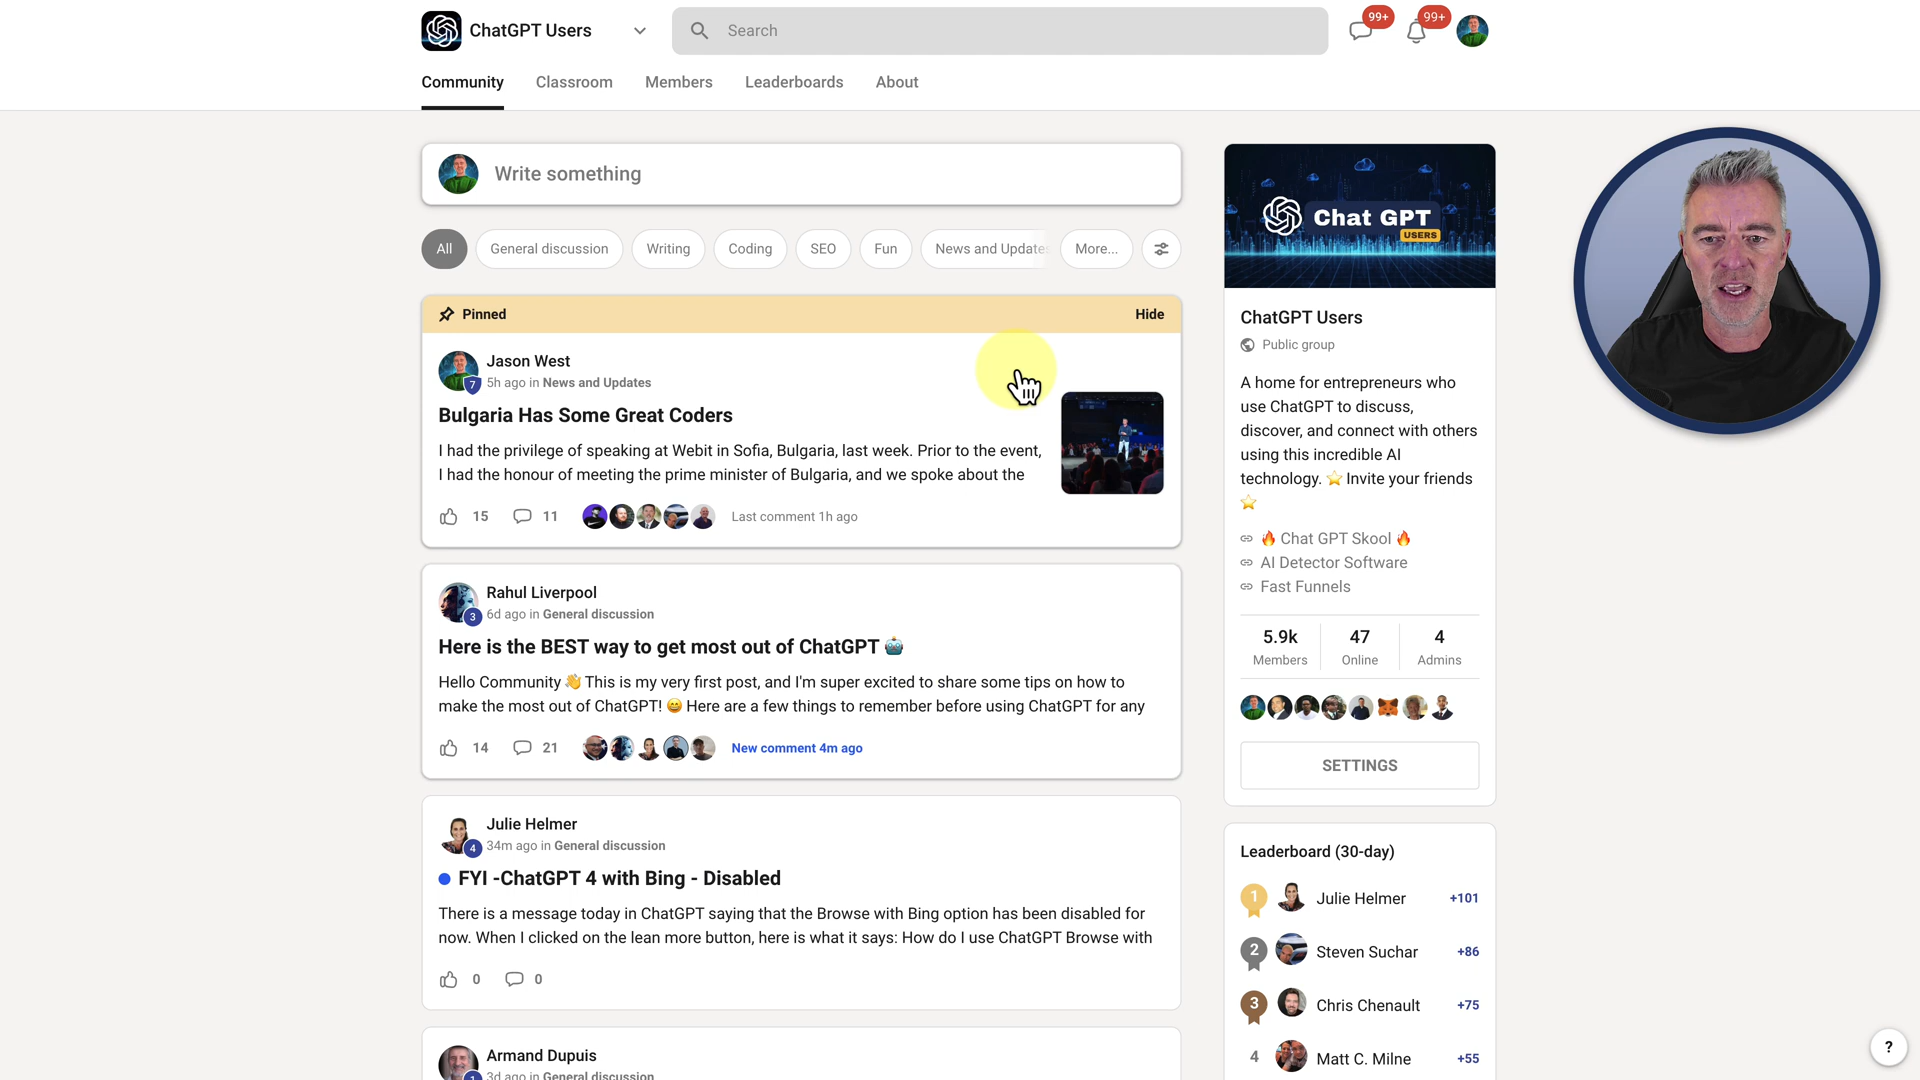 ChatGPT Users
Search
99+
99+
Community
Classroom
Members
Leaderboards
About
Write something
All
General discussion
Writing
Coding
SEO
Fun
News and Updates
More...
Pinned
Hide
Jason West
7
5h ago in News and Updates
Bulgaria Has Some Great Coders
I had the privilege of speaking at Webit in Sofia, Bulgaria, last week. Prior to the event,
I had the honour of meeting the prime minister of Bulgaria, and we spoke about the
15
11
Last comment 1h ago
Rahul Liverpool
3
6d ago in General discussion
Here is the BEST way to get most out of ChatGPT 🤖
Hello Community 👋 This is my very first post, and I'm super excited to share some tips on how to
make the most out of ChatGPT! 😄 Here are a few things to remember before using ChatGPT for any
14
21
New comment 4m ago
Julie Helmer
4
34m ago in General discussion
FYI -ChatGPT 4 with Bing - Disabled
There is a message today in ChatGPT saying that the Browse with Bing option has been disabled for
now. When I clicked on the lean more button, here is what it says: How do I use ChatGPT Browse with
0
0
Armand Dupuis
3d ago in General discussion
Chat GPT
USERS
ChatGPT Users
Public group
A home for entrepreneurs who
use ChatGPT to discuss,
discover, and connect with others
using this incredible AI
technology. ⭐ Invite your friends
⭐
🔥 Chat GPT Skool 🔥
AI Detector Software
Fast Funnels
5.9k
Members
47
Online
4
Admins
SETTINGS
Leaderboard (30-day)
1 Julie Helmer +101
2 Steven Suchar +86
3 Chris Chenault +75
4 Matt C. Milne +55
?